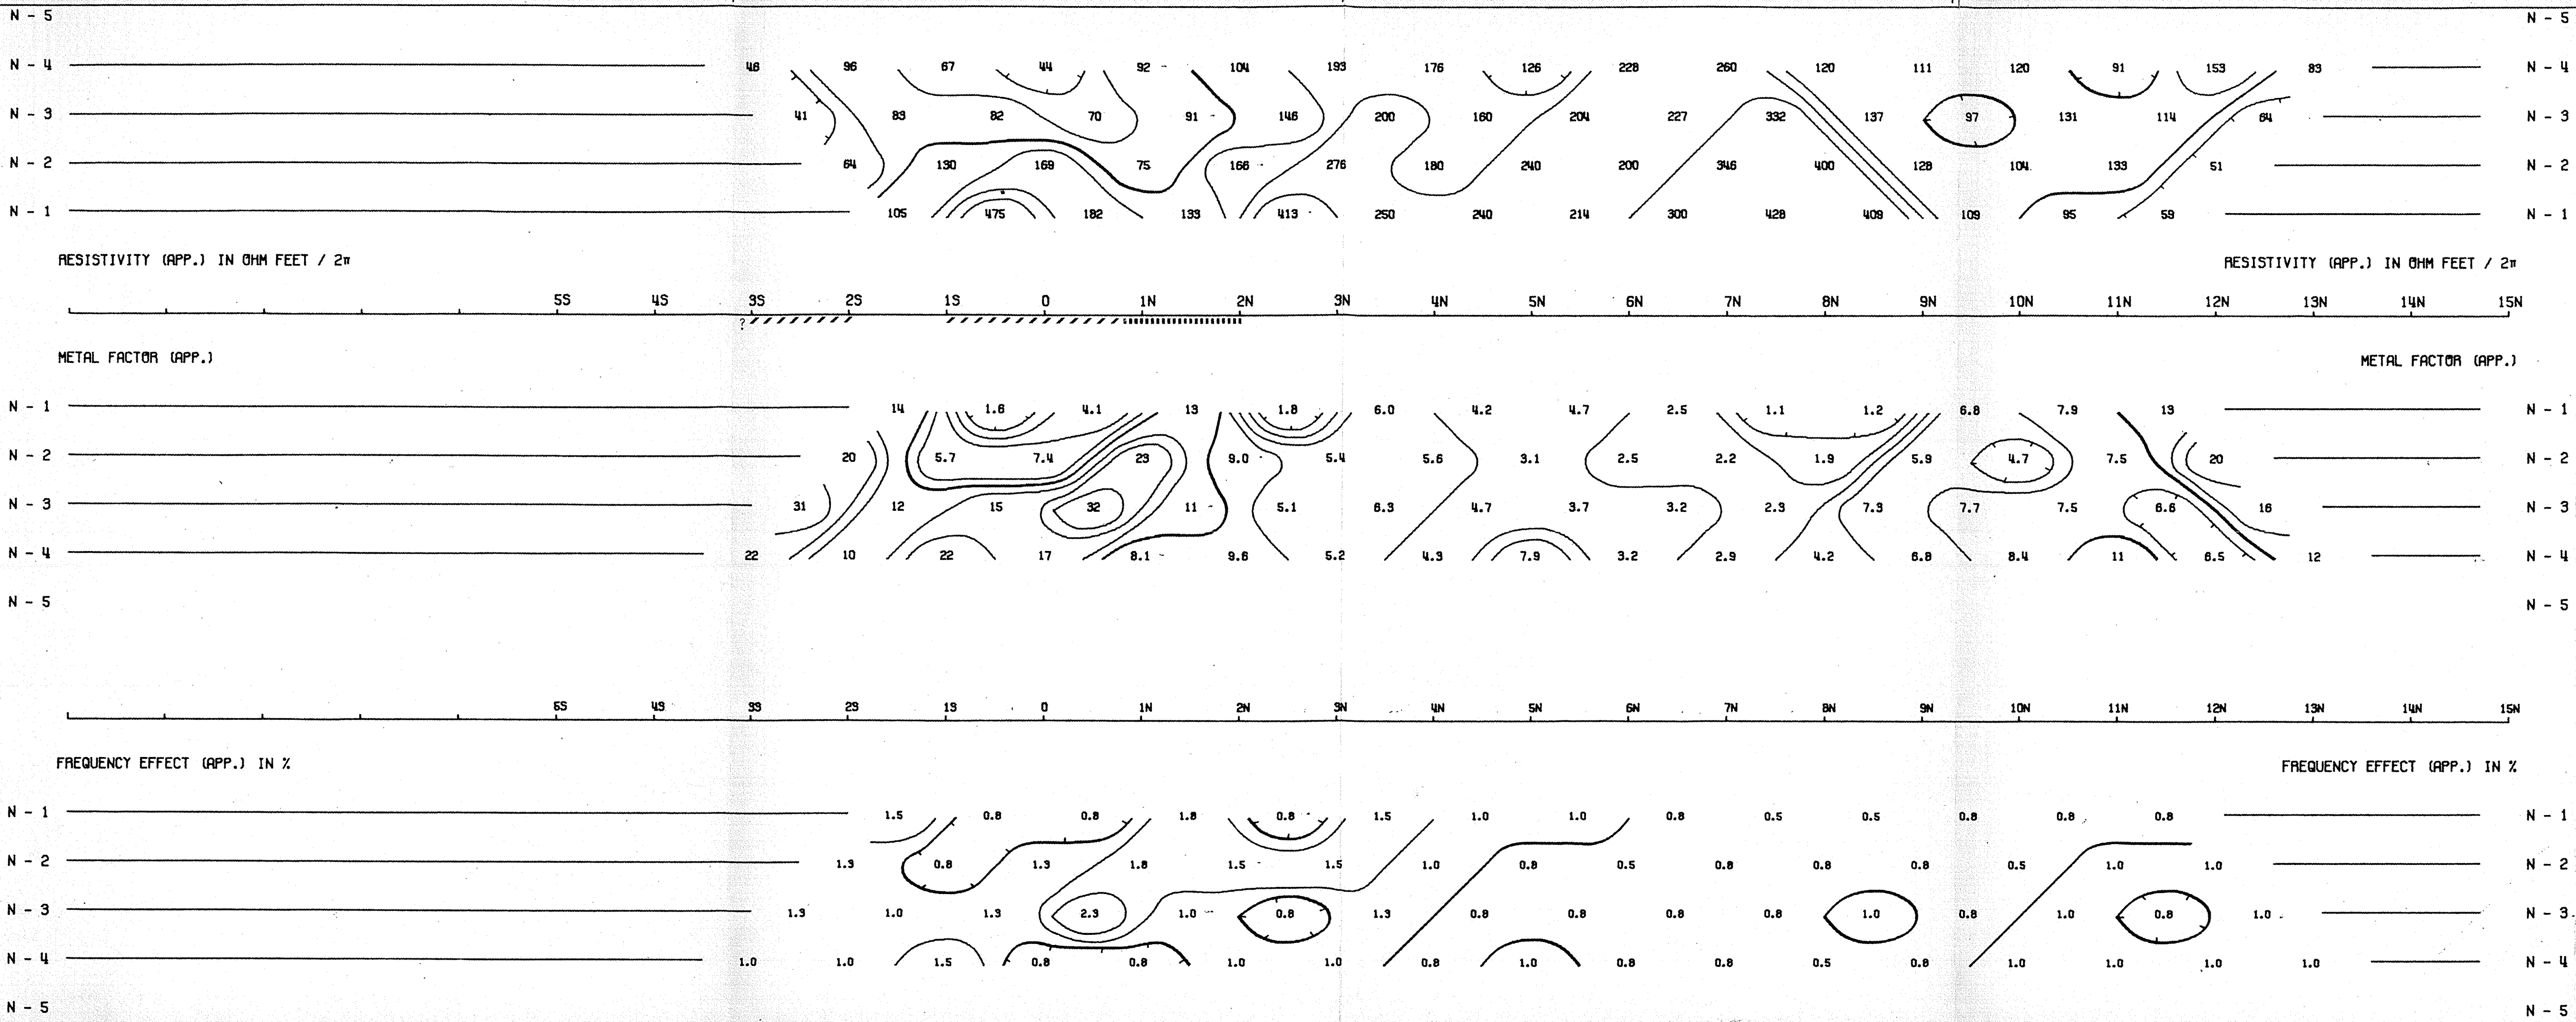 N - 5 N - 5
N - 4 46 96 67 44 92 104 193 176 126 228 260 120 111 120 91 153 83 N - 4
N - 3 41 83 82 70 91 146 200 160 204 227 332 137 97 131 114 64 N - 3
N - 2 64 130 169 75 166 276 180 240 200 346 400 128 104 133 51 N - 2
N - 1 105 475 182 133 413 250 240 214 300 428 409 109 95 59 N - 1
RESISTIVITY (APP.) IN OHM FEET / 2π RESISTIVITY (APP.) IN OHM FEET / 2π
5S 4S 3S 2S 1S 0 1N 2N 3N 4N 5N 6N 7N 8N 9N 10N 11N 12N 13N 14N 15N
?
METAL FACTOR (APP.) METAL FACTOR (APP.)
N - 1 14 1.6 4.1 13 1.8 6.0 4.2 4.7 2.5 1.1 1.2 6.8 7.9 13 N - 1
N - 2 20 5.7 7.4 23 9.0 5.4 5.6 3.1 2.5 2.2 1.9 5.9 4.7 7.5 20 N - 2
N - 3 31 12 15 32 11 5.1 6.3 4.7 3.7 3.2 2.3 7.3 7.7 7.5 6.6 16 N - 3
N - 4 22 10 22 17 8.1 9.6 5.2 4.3 7.9 3.2 2.9 4.2 6.8 8.4 11 6.5 12 N - 4
N - 5 N - 5
5S 4S 3S 2S 1S 0 1N 2N 3N 4N 5N 6N 7N 8N 9N 10N 11N 12N 13N 14N 15N
FREQUENCY EFFECT (APP.) IN % FREQUENCY EFFECT (APP.) IN %
N - 1 1.5 0.8 0.8 1.8 0.8 1.5 1.0 1.0 0.8 0.5 0.5 0.8 0.8 0.8 N - 1
N - 2 1.3 0.8 1.3 1.8 1.5 1.5 1.0 0.8 0.5 0.8 0.8 0.8 0.5 1.0 1.0 N - 2
N - 3 1.3 1.0 1.3 2.3 1.0 0.8 1.3 0.8 0.8 0.8 0.8 1.0 0.8 1.0 0.8 1.0 N - 3
N - 4 1.0 1.0 1.5 0.8 0.8 1.0 1.0 0.8 1.0 0.8 0.8 0.5 0.8 1.0 1.0 1.0 1.0 N - 4
N - 5 N - 5